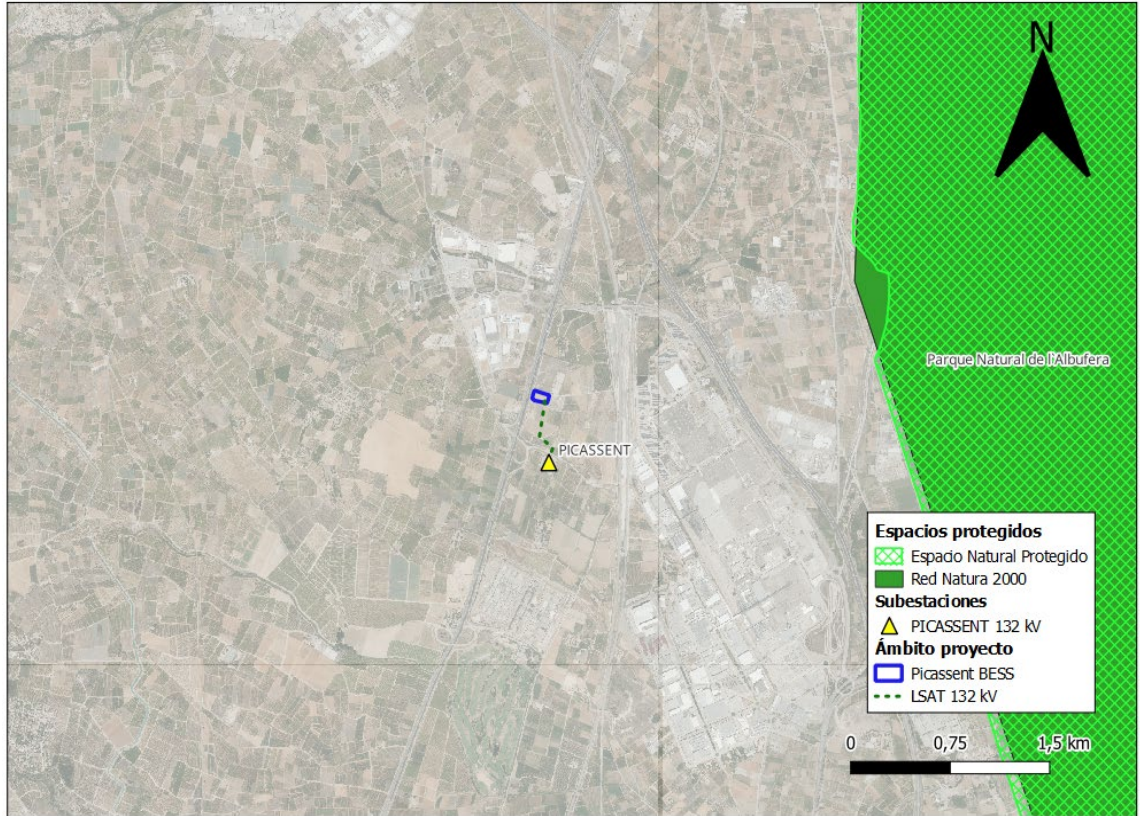 N
Parque Natural de l'Albufera
PICASSENT
Espacios protegidos
Espacio Natural Protegido
Red Natura 2000
Subestaciones
PICASSENT 132 kV
Ámbito proyecto
Picassent BESS
LSAT 132 kV
0 0,75 1,5 km